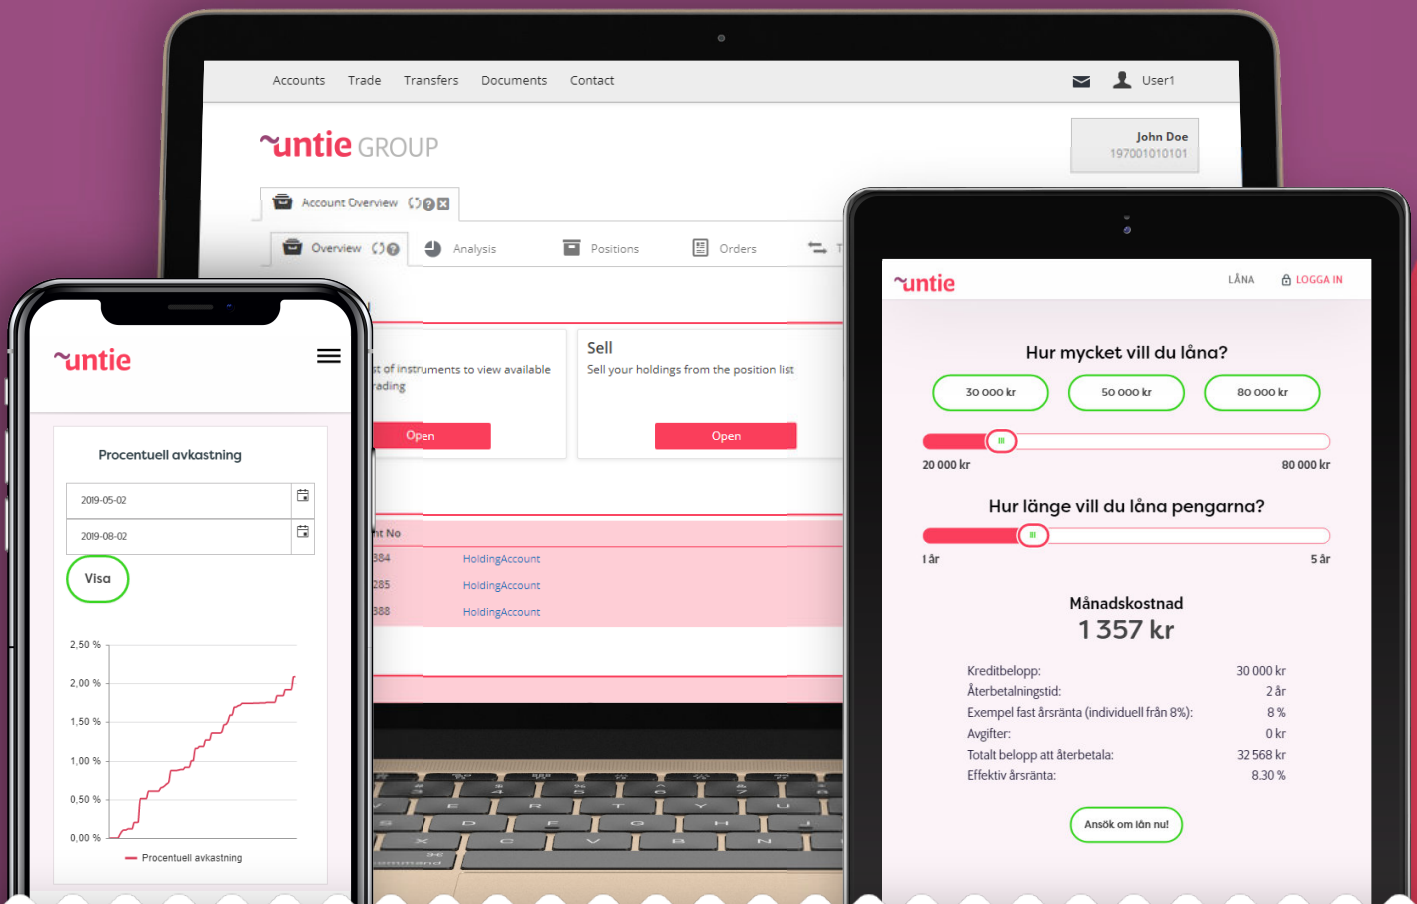 Accounts Trade Transfers Documents Contact User1
~untie GROUP
John Doe
197001010101
Account Overview
Overview Analysis Positions Orders
of instruments to view available
Open
Sell
Sell your holdings from the position list
Open
No
384 HoldingAccount
285 HoldingAccount
388 HoldingAccount
~untie
Procentuell avkastning
2019-05-02
2019-08-02
Visa
2,50 %
2,00 %
1,50 %
1,00 %
0,50 %
0,00 %
Procentuell avkastning
~untie LÅNA LOGGA IN
Hur mycket vill du låna?
30 000 kr 50 000 kr 80 000 kr
20 000 kr 80 000 kr
Hur länge vill du låna pengarna?
1 år 5 år
Månadskostnad
1 357 kr
Kreditbelopp: 30 000 kr
Återbetalningstid: 2 år
Exempel fast årsränta (individuell från 8%): 8 %
Avgifter: 0 kr
Totalt belopp att återbetala: 32 568 kr
Effektiv årsränta: 8.30 %
Ansök om lån nu!
command